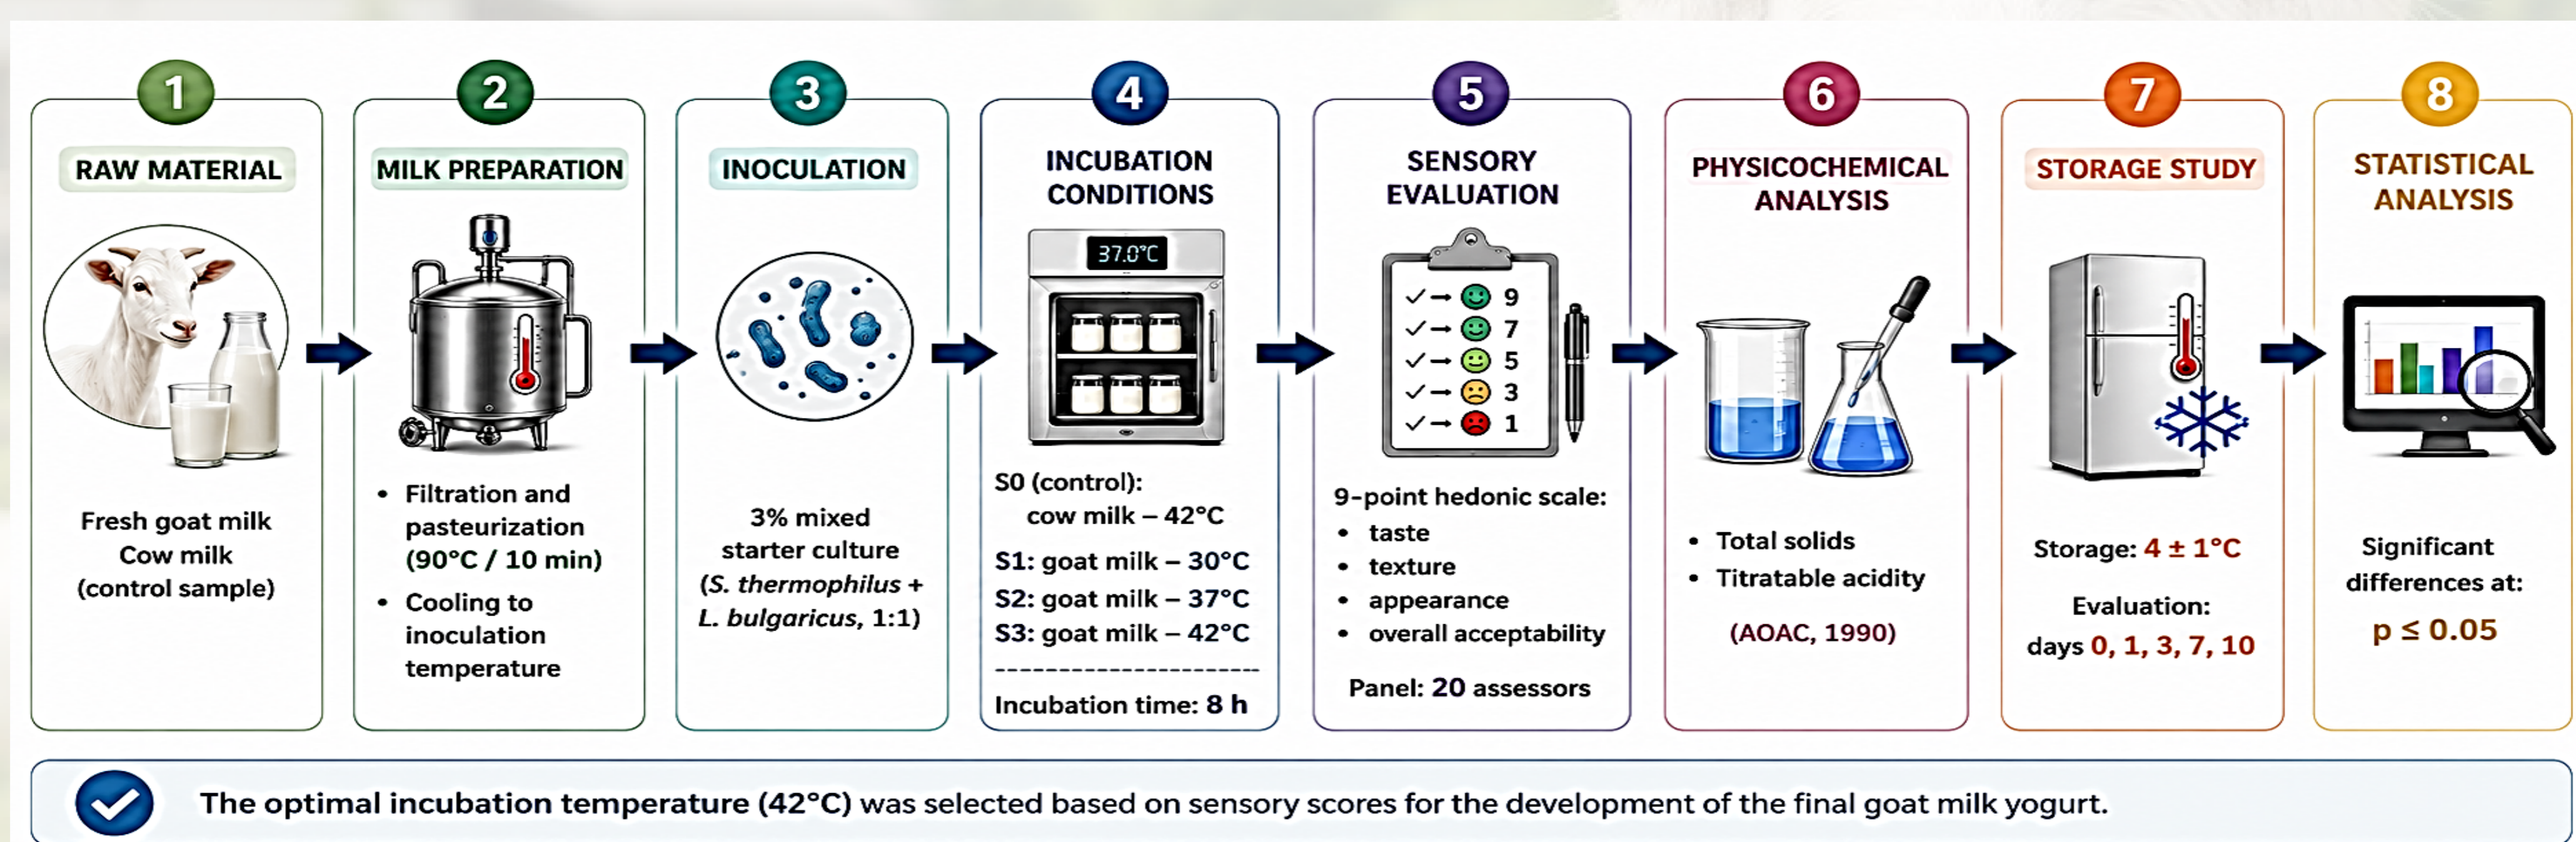 1
RAW MATERIAL
Fresh goat milk
Cow milk
(control sample)
2
MILK PREPARATION
• Filtration and
pasteurization
(90°C / 10 min)
• Cooling to
inoculation
temperature
3
INOCULATION
3% mixed
starter culture
(S. thermophilus +
L. bulgaricus, 1:1)
4
INCUBATION
CONDITIONS
37.0°C
S0 (control):
cow milk – 42°C
S1: goat milk – 30°C
S2: goat milk – 37°C
S3: goat milk – 42°C
Incubation time: 8 h
5
SENSORY
EVALUATION
9
7
5
3
1
9-point hedonic scale:
• taste
• texture
• appearance
• overall acceptability
Panel: 20 assessors
6
PHYSICOCHEMICAL
ANALYSIS
• Total solids
• Titratable acidity
(AOAC, 1990)
7
STORAGE STUDY
Storage: 4 ± 1°C
Evaluation:
days 0, 1, 3, 7, 10
8
STATISTICAL
ANALYSIS
Significant
differences at:
p ≤ 0.05
The optimal incubation temperature (42°C) was selected based on sensory scores for the development of the final goat milk yogurt.